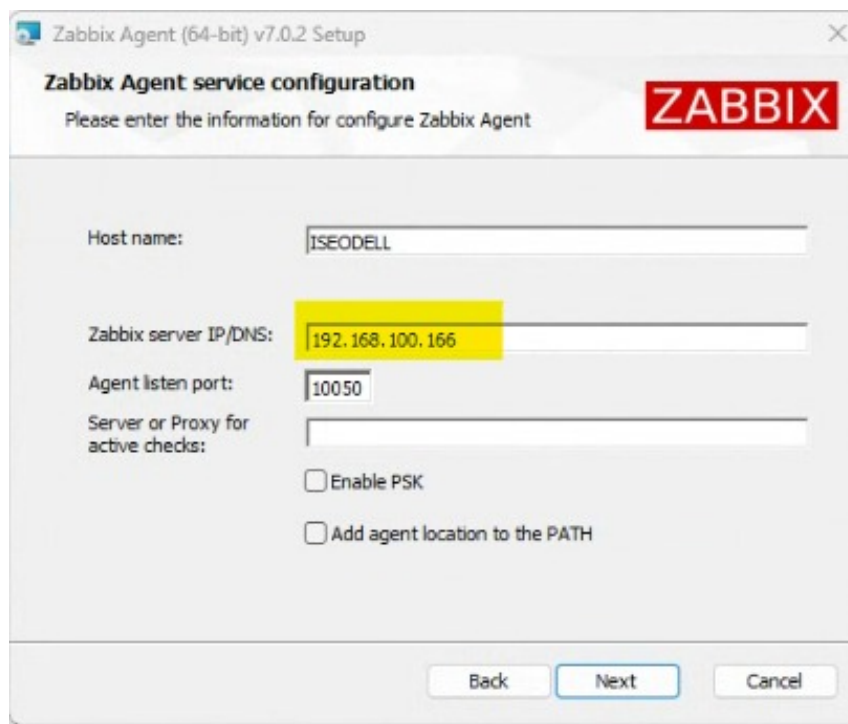 Zabbix Agent (64-bit) v7.0.2 Setup
Zabbix Agent service configuration
Please enter the information for configure Zabbix Agent
ZABBIX
Host name:
ISEODELL
Zabbix server IP/DNS:
192.168.100.166
Agent listen port:
10050
Server or Proxy for
active checks:
Enable PSK
Add agent location to the PATH
Back
Next
Cancel